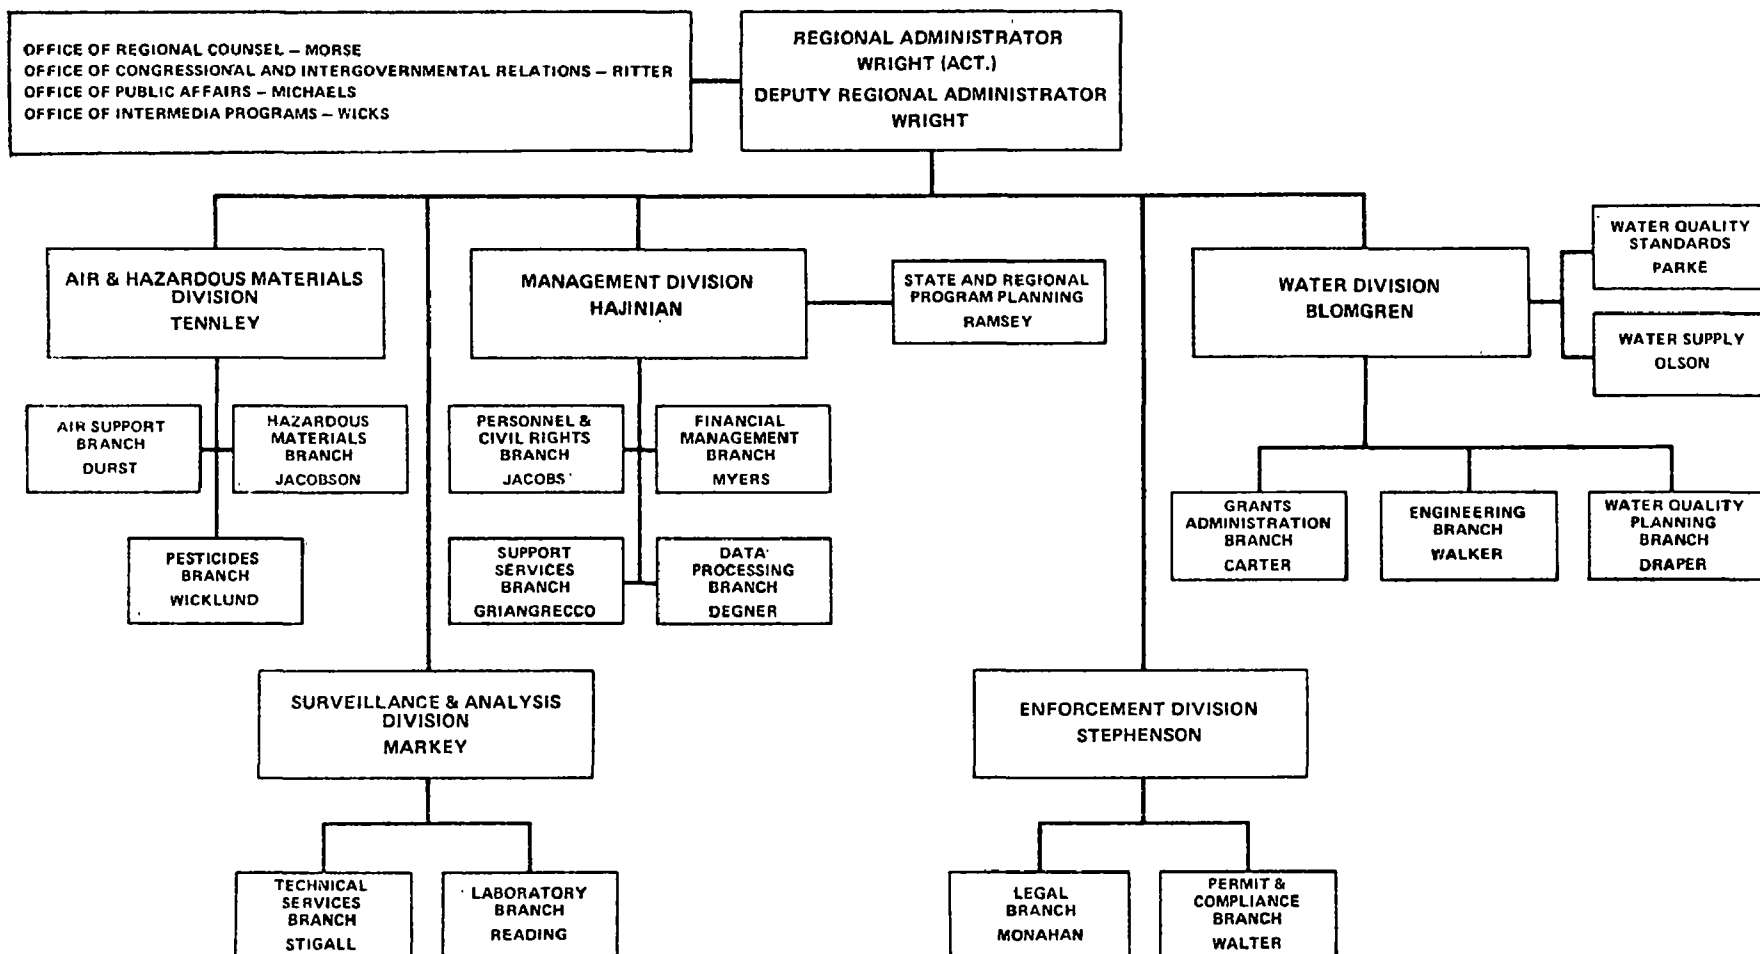 OFFICE OF REGIONAL COUNSEL – MORSE
OFFICE OF CONGRESSIONAL AND INTERGOVERNMENTAL RELATIONS – RITTER
OFFICE OF PUBLIC AFFAIRS – MICHAELS
OFFICE OF INTERMEDIA PROGRAMS – WICKS
REGIONAL ADMINISTRATOR
WRIGHT (ACT.)
DEPUTY REGIONAL ADMINISTRATOR
WRIGHT
AIR & HAZARDOUS MATERIALS
DIVISION
TENNLEY
MANAGEMENT DIVISION
HAJINIAN
STATE AND REGIONAL
PROGRAM PLANNING
RAMSEY
WATER DIVISION
BLOMGREN
WATER QUALITY
STANDARDS
PARKE
WATER SUPPLY
OLSON
AIR SUPPORT
BRANCH
DURST
HAZARDOUS
MATERIALS
BRANCH
JACOBSON
PESTICIDES
BRANCH
WICKLUND
PERSONNEL &
CIVIL RIGHTS
BRANCH
JACOBS
FINANCIAL
MANAGEMENT
BRANCH
MYERS
SUPPORT
SERVICES
BRANCH
GRIANGRECCO
DATA
PROCESSING
BRANCH
DEGNER
GRANTS
ADMINISTRATION
BRANCH
CARTER
ENGINEERING
BRANCH
WALKER
WATER QUALITY
PLANNING
BRANCH
DRAPER
SURVEILLANCE & ANALYSIS
DIVISION
MARKEY
ENFORCEMENT DIVISION
STEPHENSON
TECHNICAL
SERVICES
BRANCH
STIGALL
LABORATORY
BRANCH
READING
LEGAL
BRANCH
MONAHAN
PERMIT &
COMPLIANCE
BRANCH
WALTER